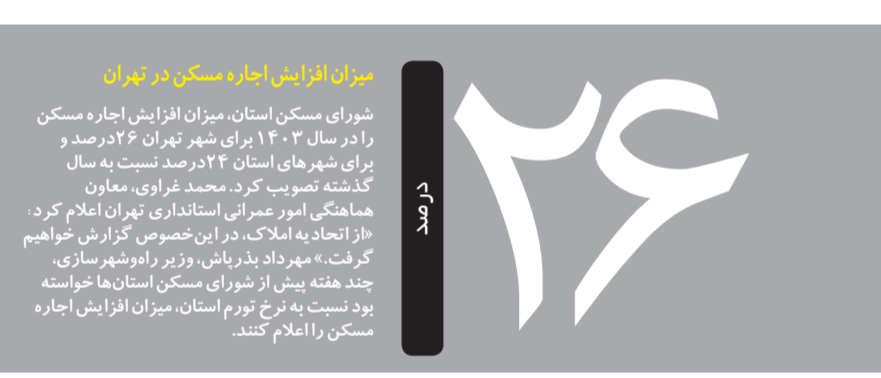 ۲۶
درصد
میزان افزایش اجاره مسکن در تهران
شورای مسکن استان، میزان افزایش اجاره مسکن
را در سال ۱۴۰۳ برای شهر تهران ۲۶درصد و
برای شهرهای استان ۲۴درصد نسبت به سال
گذشته تصویب کرد. محمد غراوی، معاون
هماهنگی امور عمرانی استانداری تهران اعلام کرد:
«از اتحادیه املاک، در این‌خصوص گزارش خواهیم
گرفت.» مهرداد بذرپاش، وزیر راه‌وشهرسازی،
چند هفته پیش از شورای مسکن استان‌ها خواسته
بود نسبت به نرخ تورم استان، میزان افزایش اجاره
مسکن را اعلام کنند.